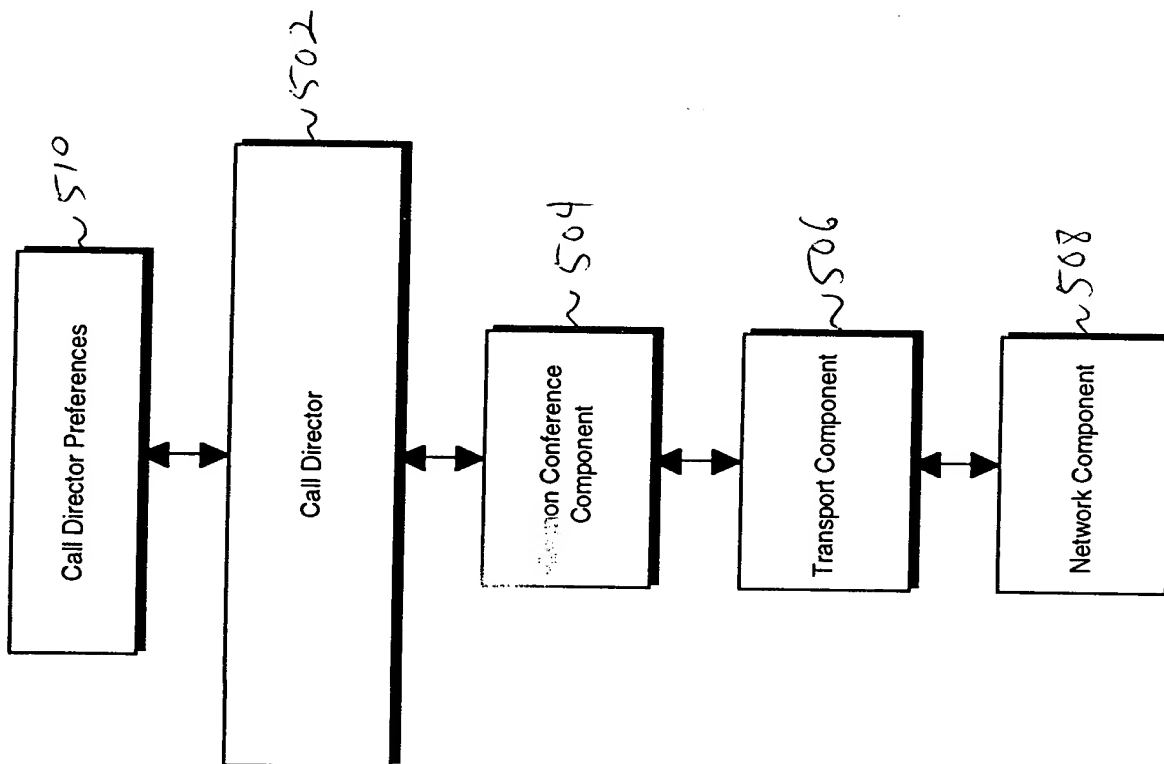 510
Call Director Preferences
502
Call Director
504
Conference
Component
506
Transport Component
508
Network Component